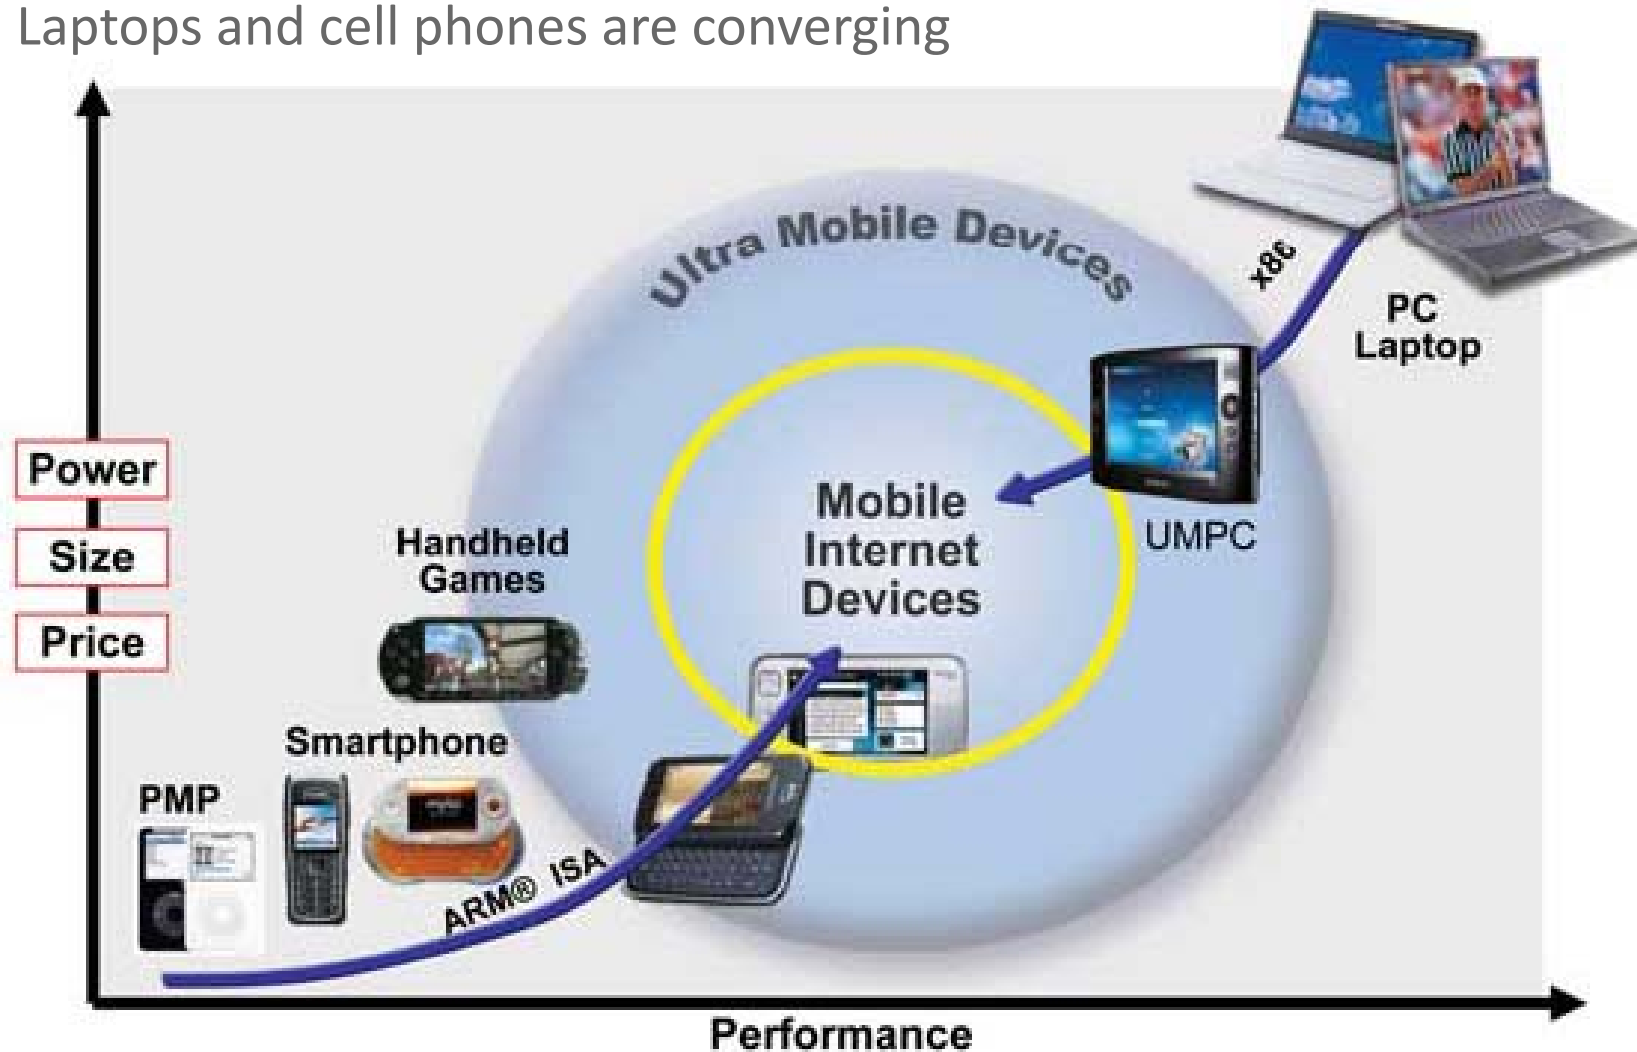 Laptops and cell phones are converging
Ultra Mobile Devices
x86
PC
Laptop
Power
Size
Price
Mobile
Internet
Devices
UMPC
Handheld
Games
Smartphone
PMP
ARM® ISA
Performance